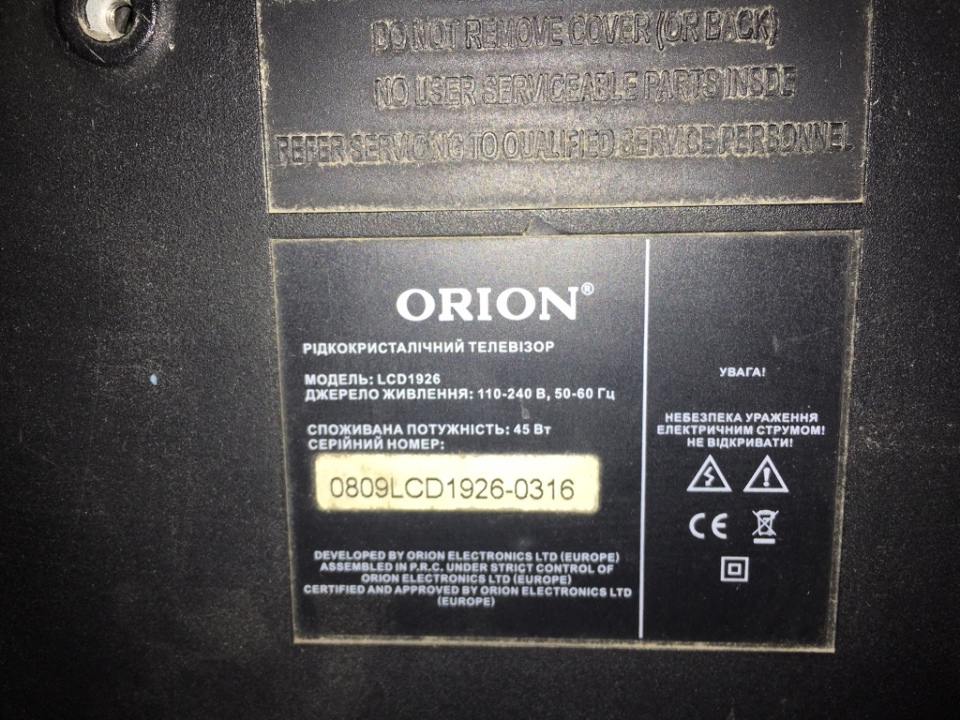 DO NOT REMOVE COVER (OR BACK)
NO USER SERVICEABLE PARTS INSDE
REFER SERVICNG TO QUALIFIED SERVICE PERSONNEL
ORION®
РІДКОКРИСТАЛІЧНИЙ ТЕЛЕВІЗОР
МОДЕЛЬ: LCD1926
ДЖЕРЕЛО ЖИВЛЕННЯ: 110-240 В, 50-60 Гц
СПОЖИВАНА ПОТУЖНІСТЬ: 45 Вт
СЕРІЙНИЙ НОМЕР:
0809LCD1926-0316
DEVELOPED BY ORION ELECTRONICS LTD (EUROPE)
ASSEMBLED IN P.R.C. UNDER STRICT CONTROL OF
ORION ELECTRONICS LTD (EUROPE)
CERTIFIED AND APPROVED BY ORION ELECTRONICS LTD
(EUROPE)
УВАГА!
НЕБЕЗПЕКА УРАЖЕННЯ
ЕЛЕКТРИЧНИМ СТРУМОМ!
НЕ ВІДКРИВАТИ!
CE